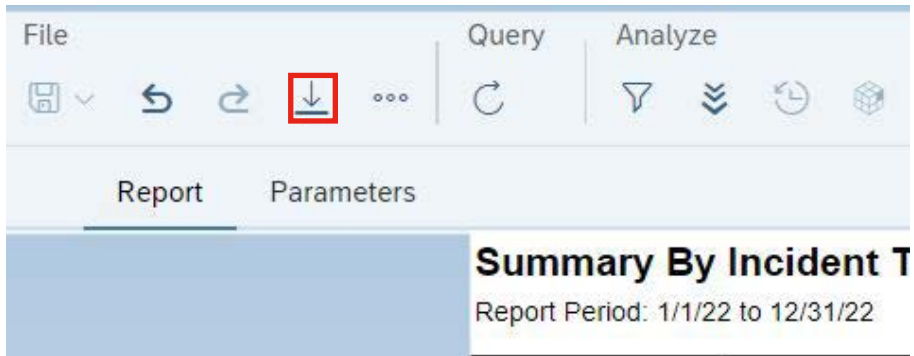 File Query Analyze
Report Parameters
Summary By Incident
Report Period: 1/1/22 to 12/31/22